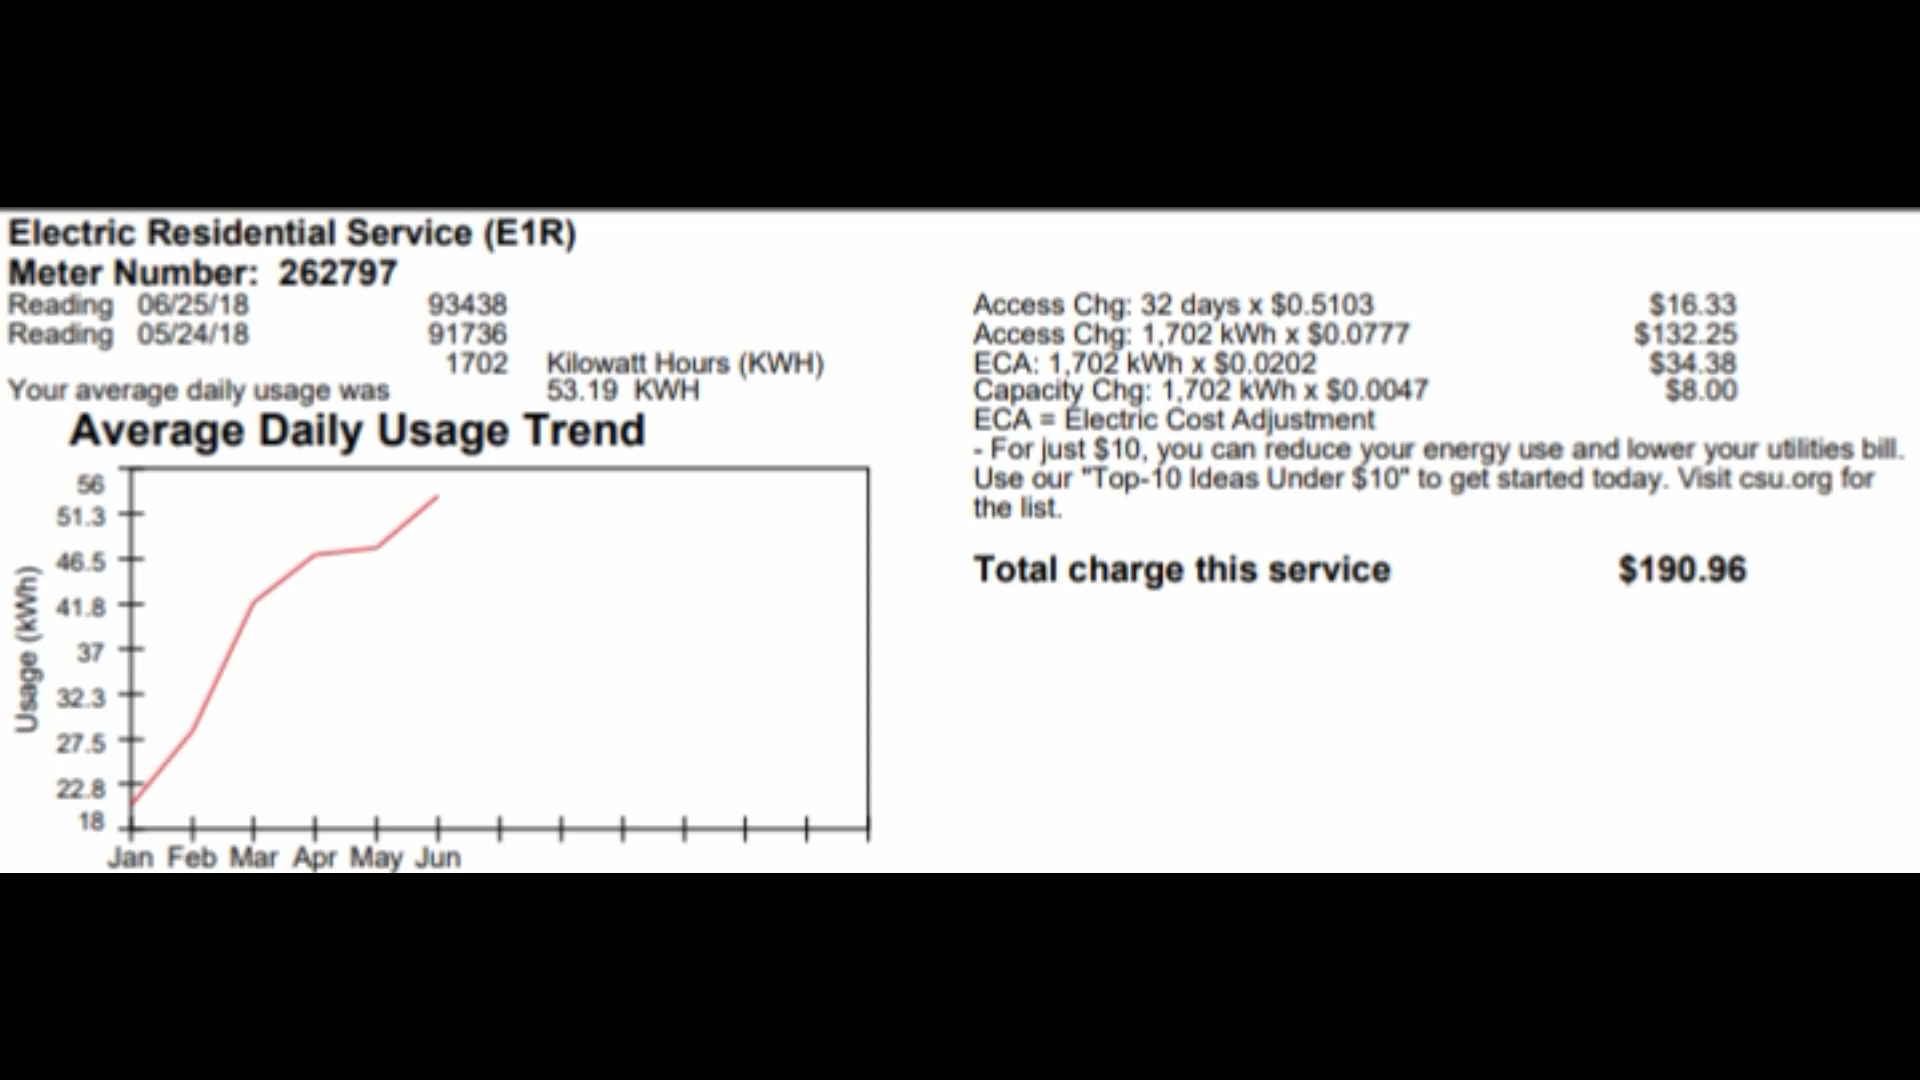 Electric Residential Service (E1R)
Meter Number: 262797
Reading 06/25/18 93438
Reading 05/24/18 91736
1702 Kilowatt Hours (KWH)
Your average daily usage was 53.19 KWH
Average Daily Usage Trend
Usage (kWh)
56
51.3
46.5
41.8
37
32.3
27.5
22.8
18
Jan Feb Mar Apr May Jun
Access Chg: 32 days x $0.5103 $16.33
Access Chg: 1,702 kWh x $0.0777 $132.25
ECA: 1,702 kWh x $0.0202 $34.38
Capacity Chg: 1,702 kWh x $0.0047 $8.00
ECA = Electric Cost Adjustment
- For just $10, you can reduce your energy use and lower your utilities bill.
Use our "Top-10 Ideas Under $10" to get started today. Visit csu.org for
the list.
Total charge this service $190.96